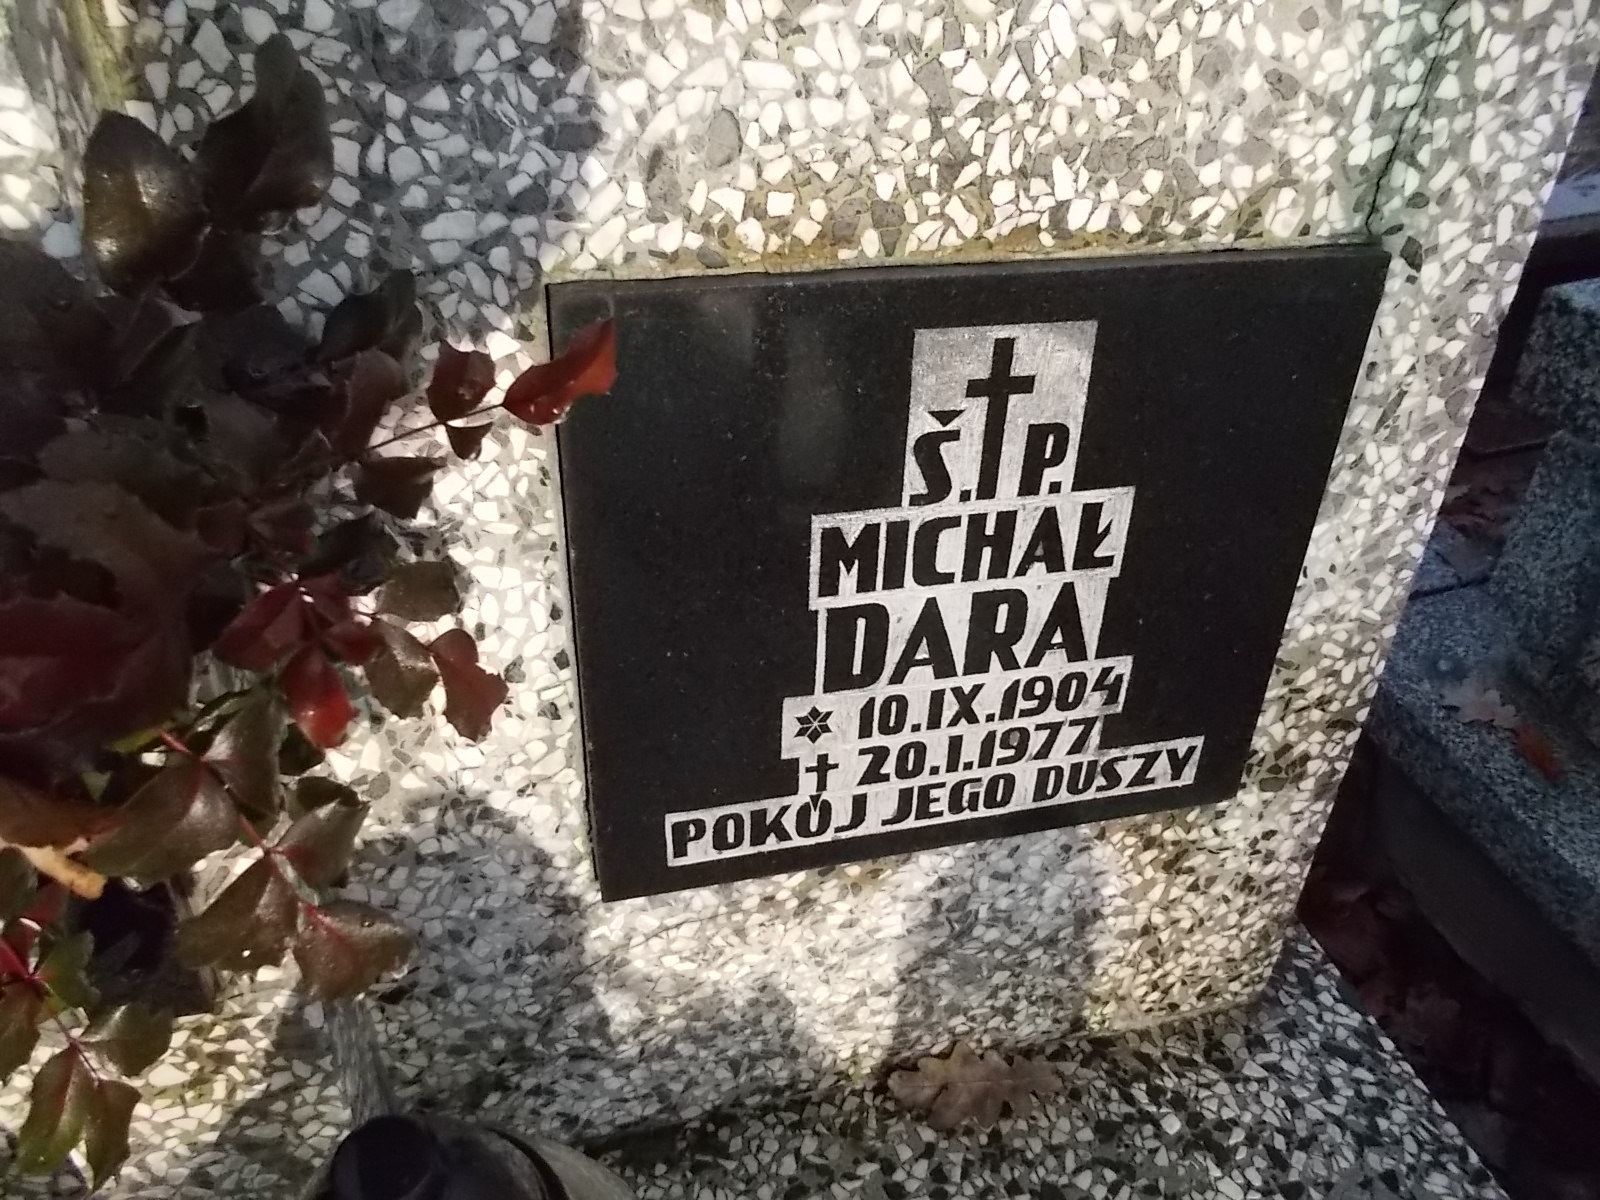 Š.P.
MICHAŁ
DARA
10.IX.1904
20.I.1977
POKÓJ JEGO DUSZY